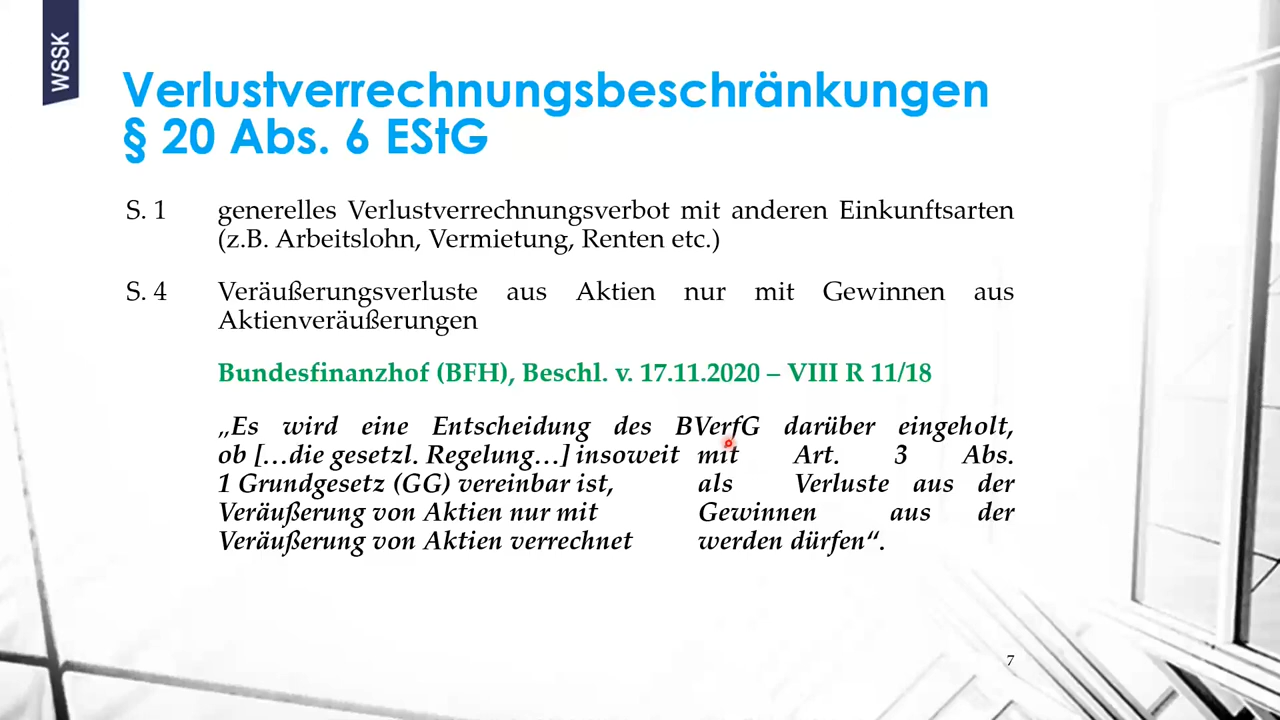 WSSK
Verlustverrechnungsbeschränkungen
§ 20 Abs. 6 EStG
S. 1 generelles Verlustverrechnungsverbot mit anderen Einkunftsarten
(z.B. Arbeitslohn, Vermietung, Renten etc.)
S. 4 Veräußerungsverluste aus Aktien nur mit Gewinnen aus
Aktienveräußerungen
Bundesfinanzhof (BFH), Beschl. v. 17.11.2020 – VIII R 11/18
„Es wird eine Entscheidung des BVerfG darüber eingeholt,
ob […die gesetzl. Regelung…] insoweit mit Art. 3 Abs.
1 Grundgesetz (GG) vereinbar ist, als Verluste aus der
Veräußerung von Aktien nur mit Gewinnen aus der
Veräußerung von Aktien verrechnet werden dürfen“.
7